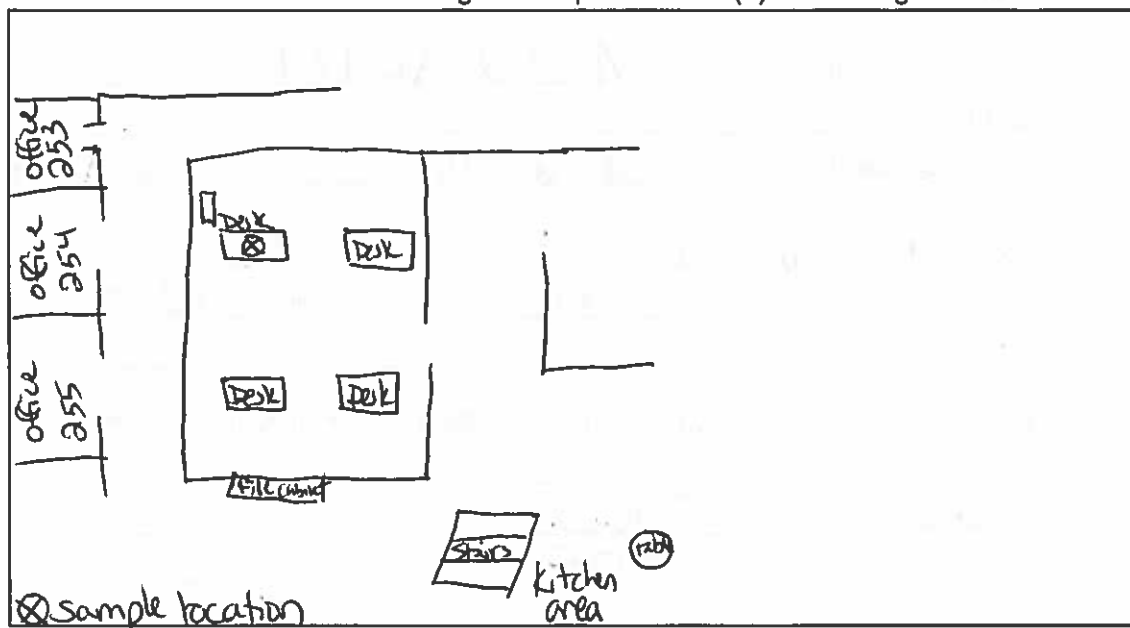 office
253
office
254
office
255
Desk
Desk
Desk
Desk
File cabinet
Stairs
Kitchen
area
table
⊗ sample location